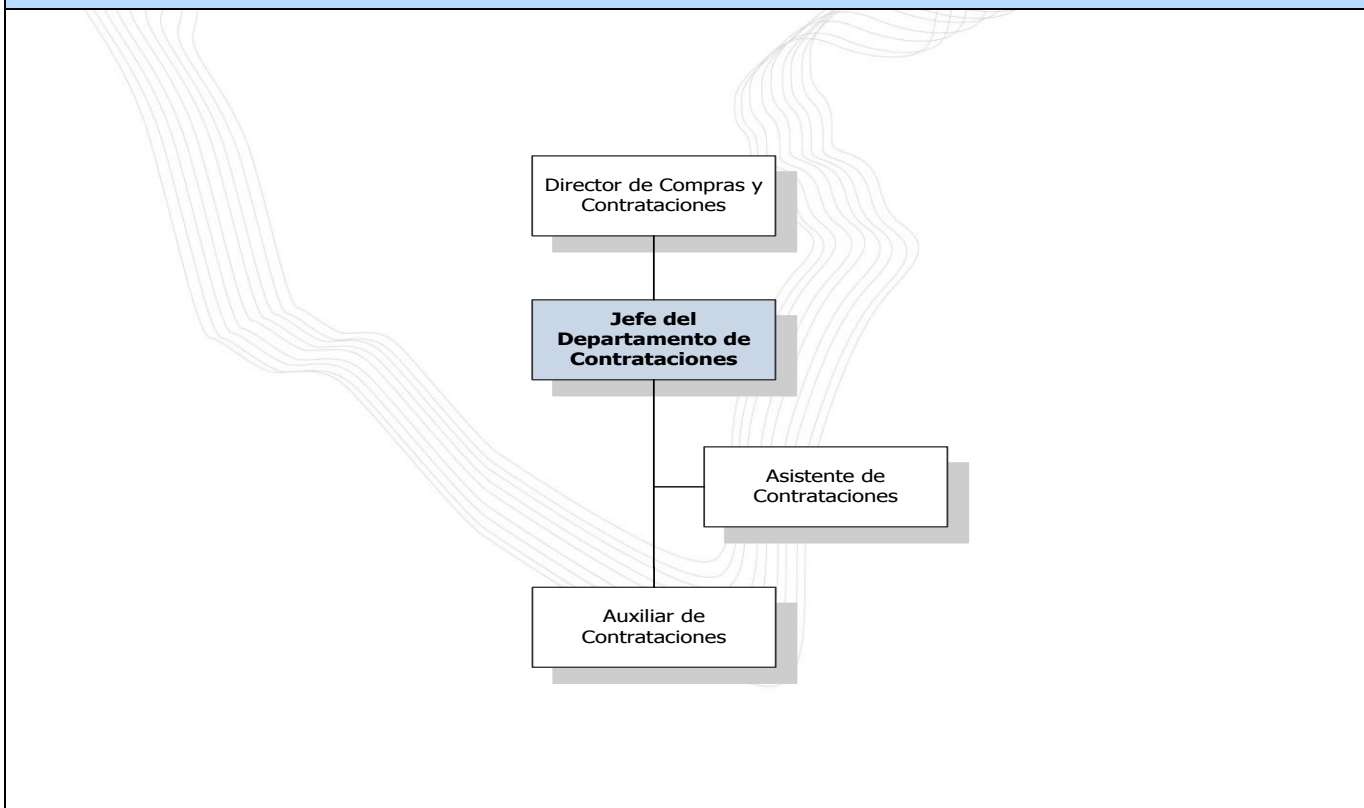 Director de Compras y
Contrataciones
Jefe del
Departamento de
Contrataciones
Asistente de
Contrataciones
Auxiliar de
Contrataciones